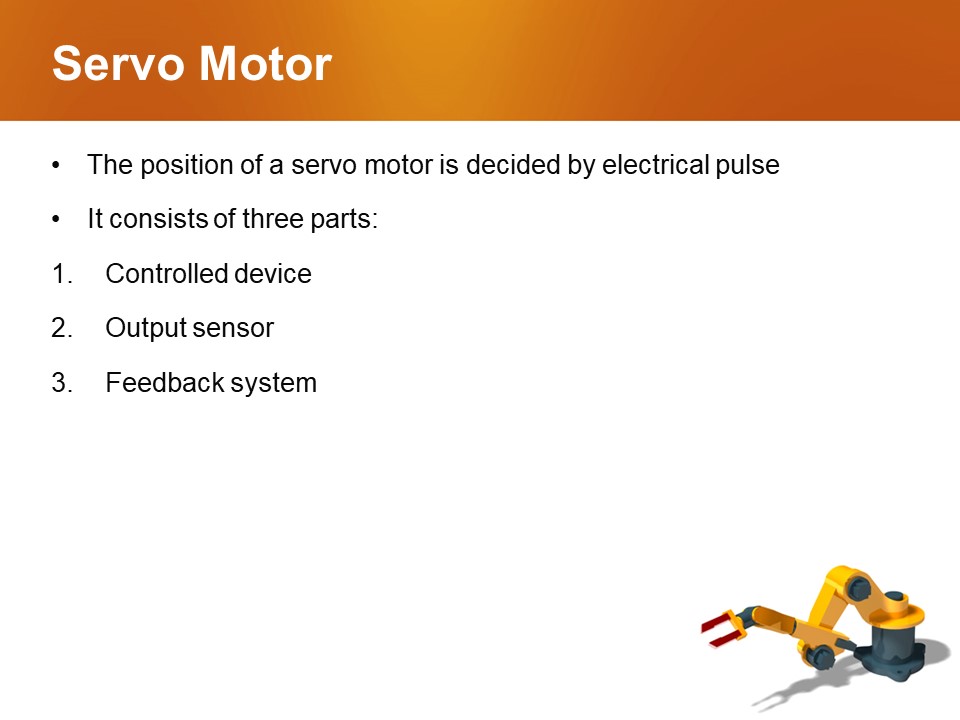 Servo Motor
• The position of a servo motor is decided by electrical pulse
• It consists of three parts:
1. Controlled device
2. Output sensor
3. Feedback system